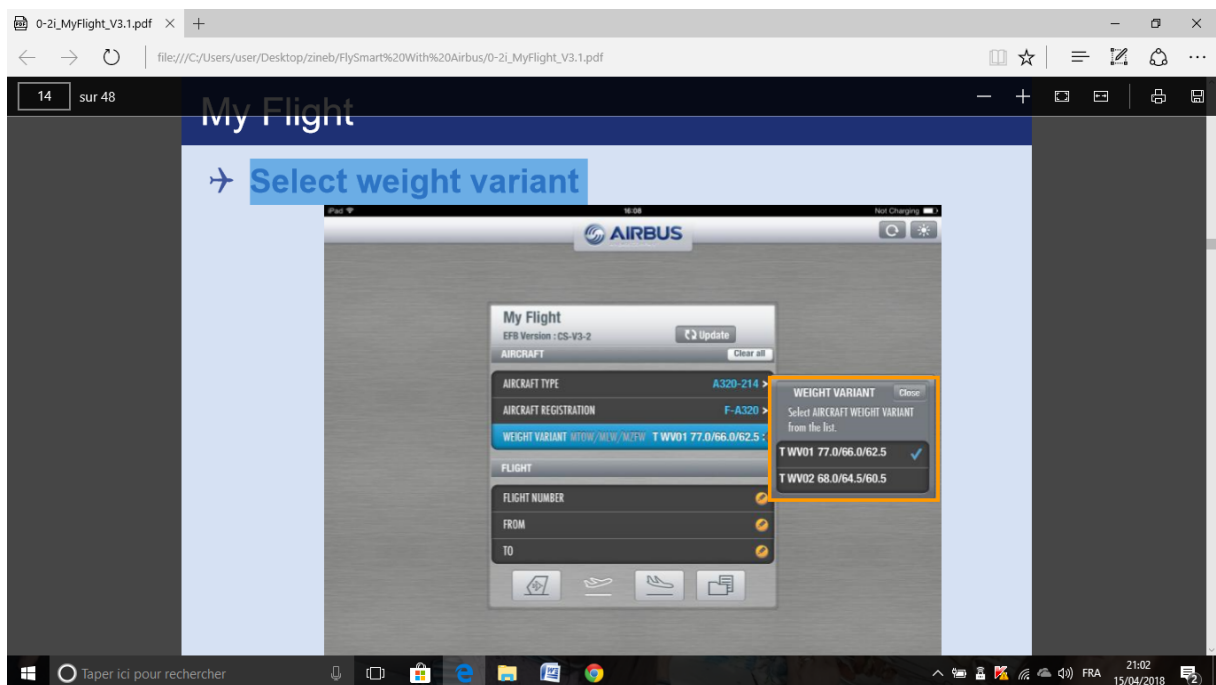 0-2i_MyFlight_V3.1.pdf
file:///C:/Users/user/Desktop/zineb/FlySmart%20With%20Airbus/0-2i_MyFlight_V3.1.pdf
14 sur 48
My Flight
Select weight variant
iPad 16:08 Not Charging
AIRBUS
My Flight
EFB Version : CS-V3-2
Update
AIRCRAFT
Clear all
AIRCRAFT TYPE A320-214 >
AIRCRAFT REGISTRATION F-A320 >
WEIGHT VARIANT MTOW/MLW/MZFW T WV01 77.0/66.0/62.5 :
WEIGHT VARIANT Close
Select AIRCRAFT WEIGHT VARIANT
from the list.
T WV01 77.0/66.0/62.5
T WV02 68.0/64.5/60.5
FLIGHT
FLIGHT NUMBER
FROM
TO
Taper ici pour rechercher
FRA
21:02
15/04/2018
2